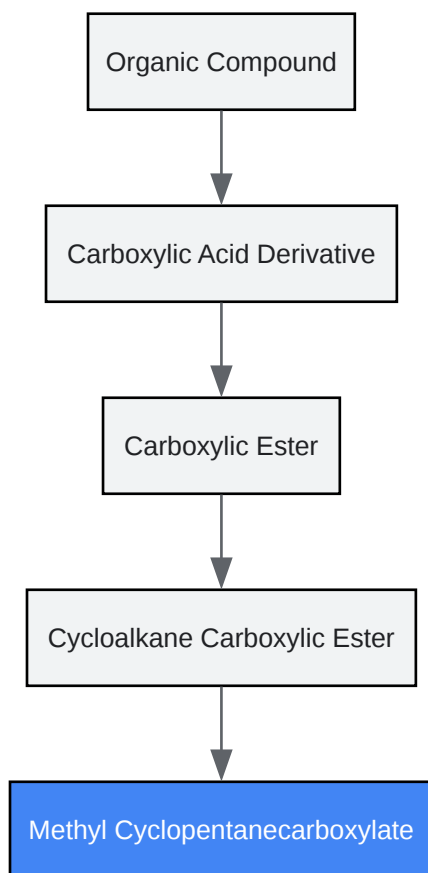 Organic Compound
Carboxylic Acid Derivative
Carboxylic Ester
Cycloalkane Carboxylic Ester
Methyl Cyclopentanecarboxylate